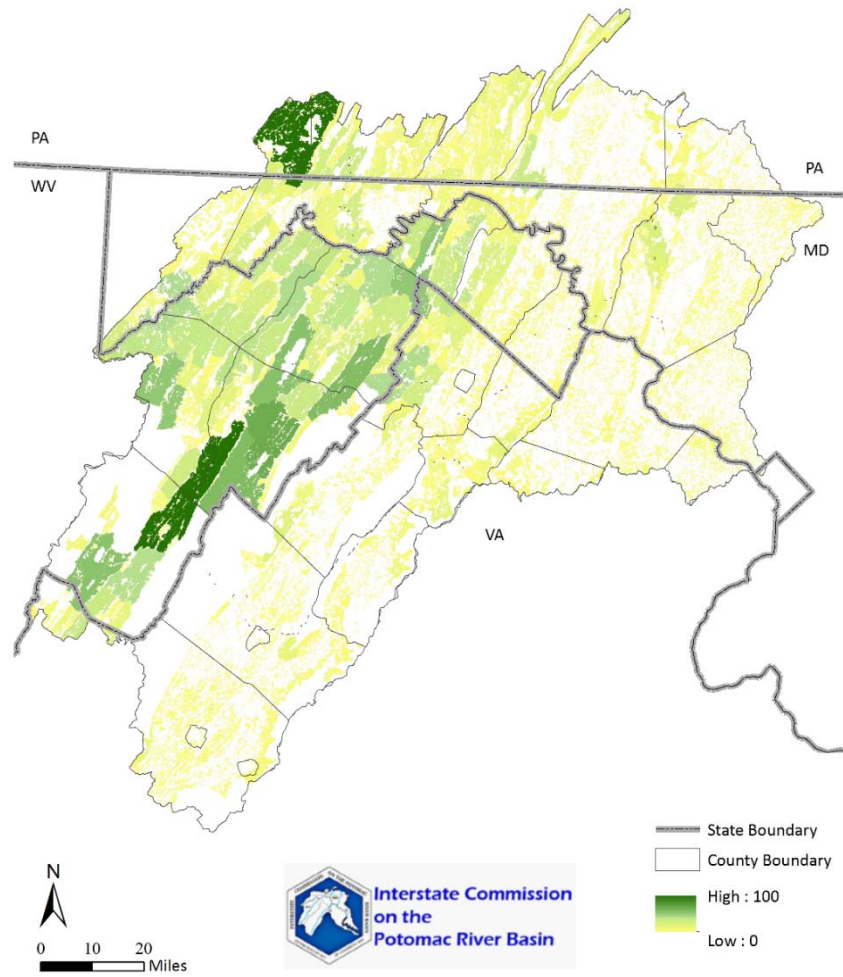 PA
WV
PA
MD
VA
N
0 10 20
Miles
Interstate Commission
on the
Potomac River Basin
State Boundary
County Boundary
High : 100
Low : 0